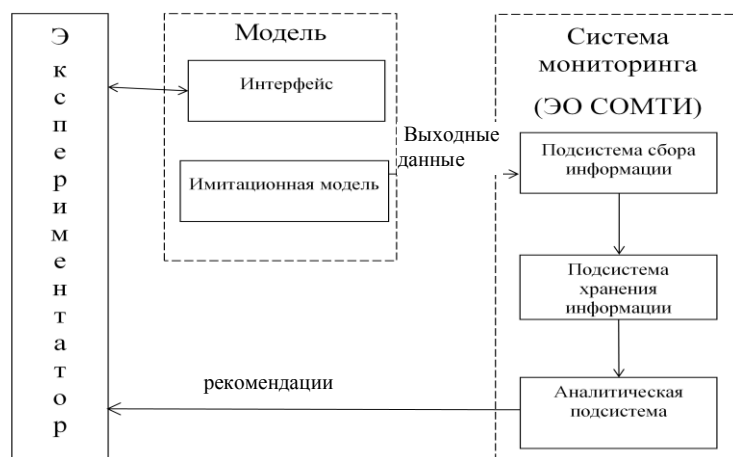 Экспериментатор
Модель
Интерфейс
Имитационная модель
Выходные
данные
Система
мониторинга
(ЭО СОМТИ)
Подсистема сбора
информации
Подсистема
хранения
информации
Аналитическая
подсистема
рекомендации